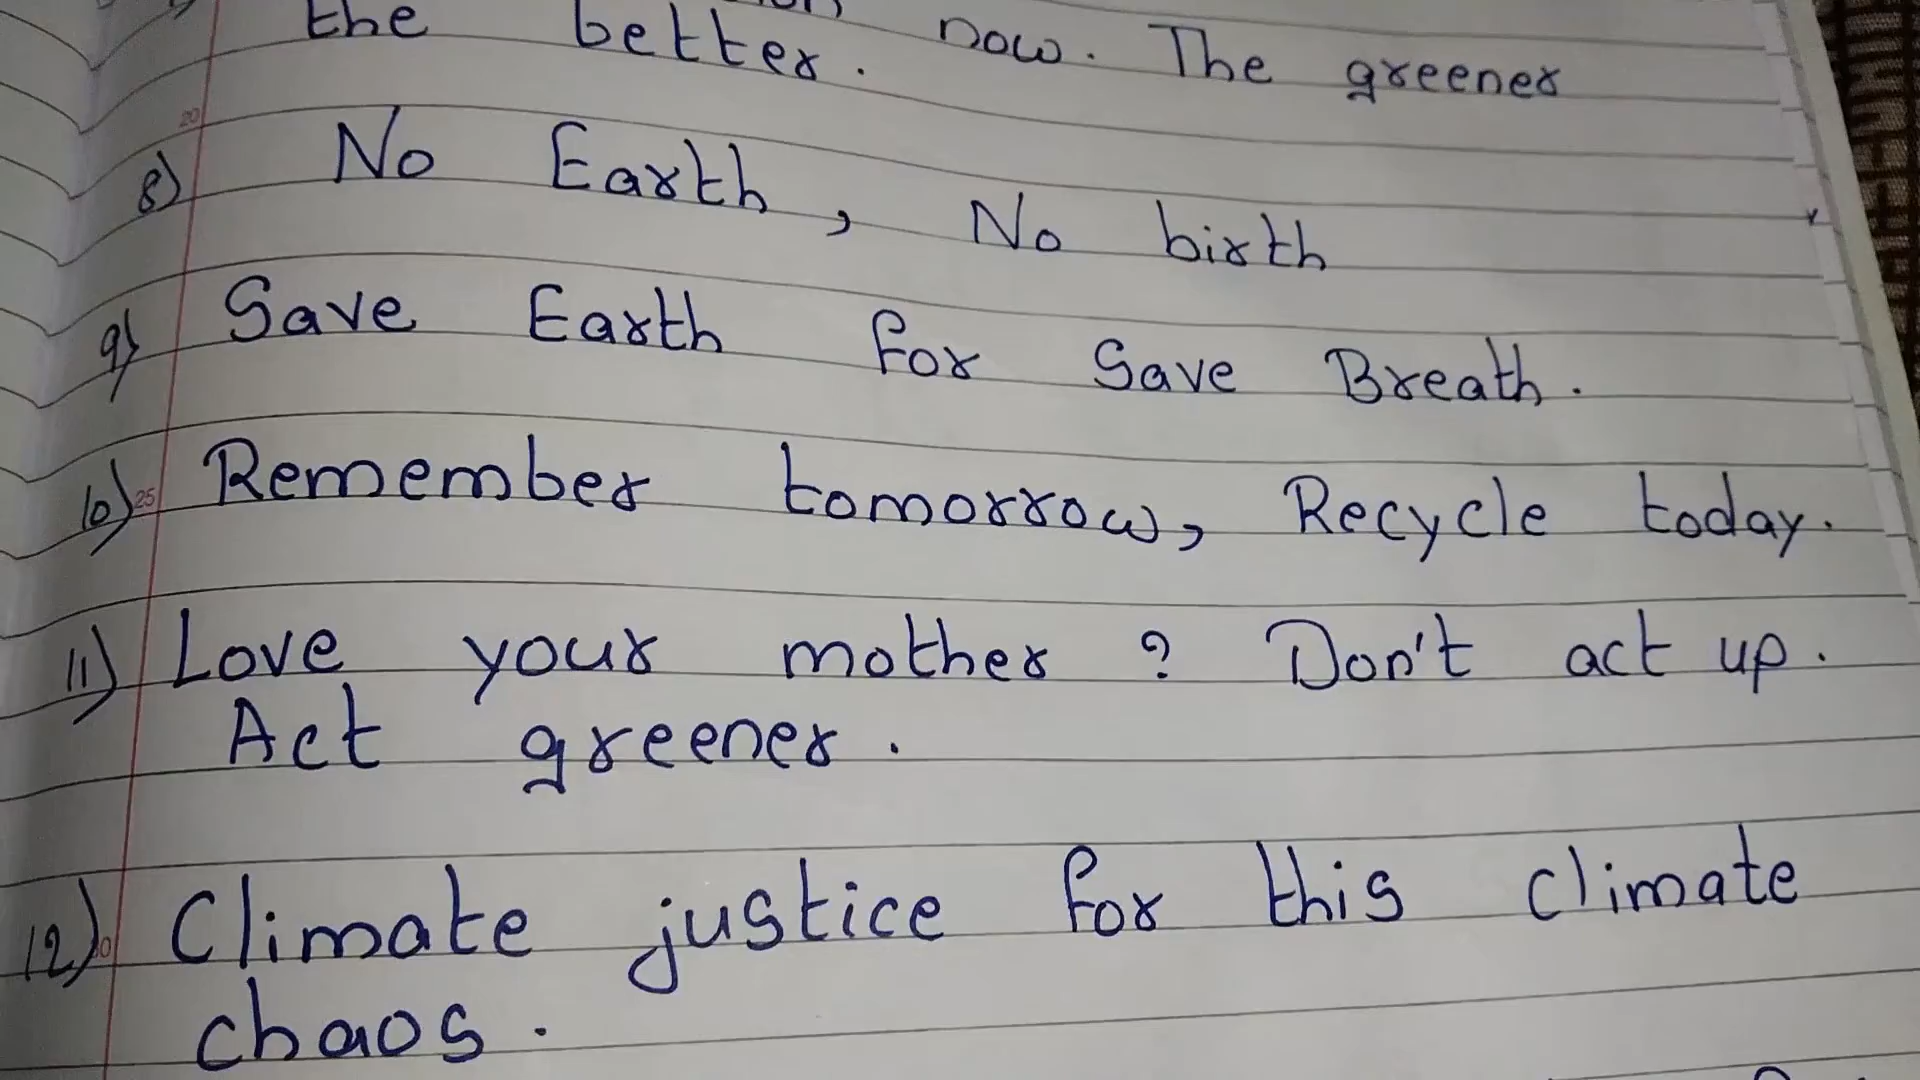 now. The greener
the better.
8) No Earth, No birth
9) Save Earth for Save Breath.
10) Remember tomorrow, Recycle today.
11) Love your mother ? Don't act up.
Act greener.
12) Climate justice for this climate
chaos.